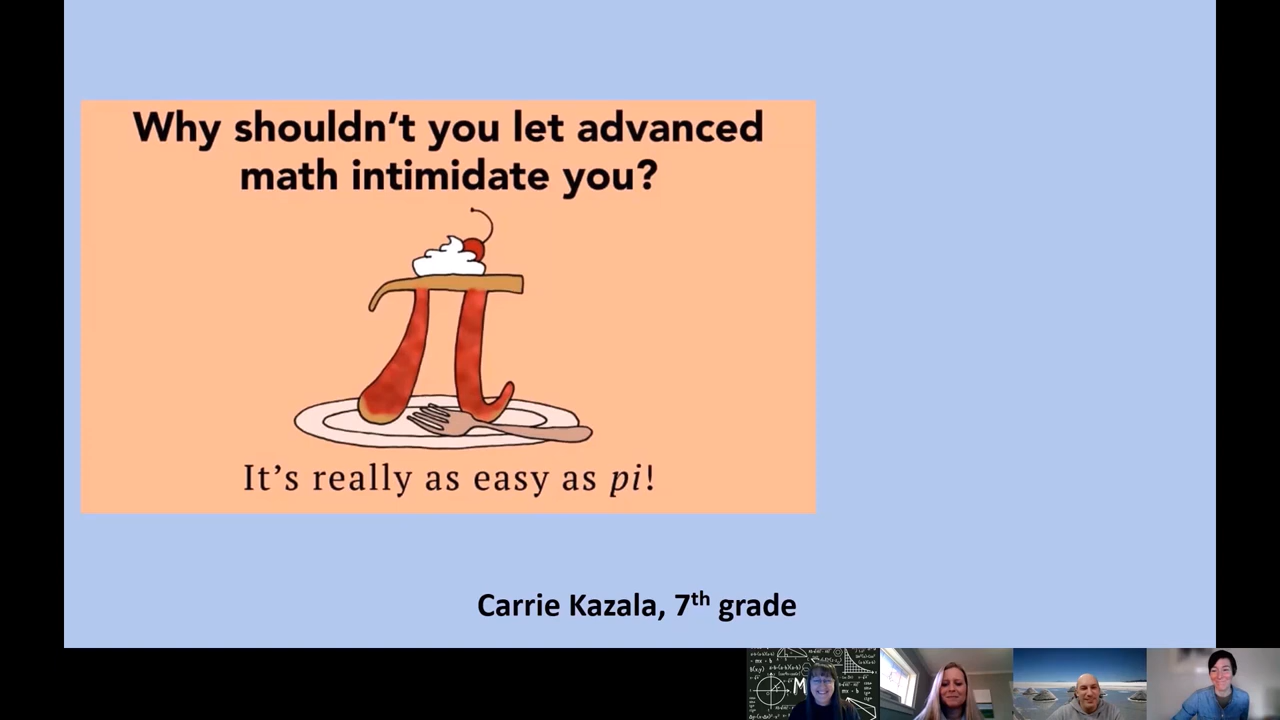 Why shouldn't you let advanced
math intimidate you?
It's really as easy as pi!
Carrie Kazala, 7th grade
M